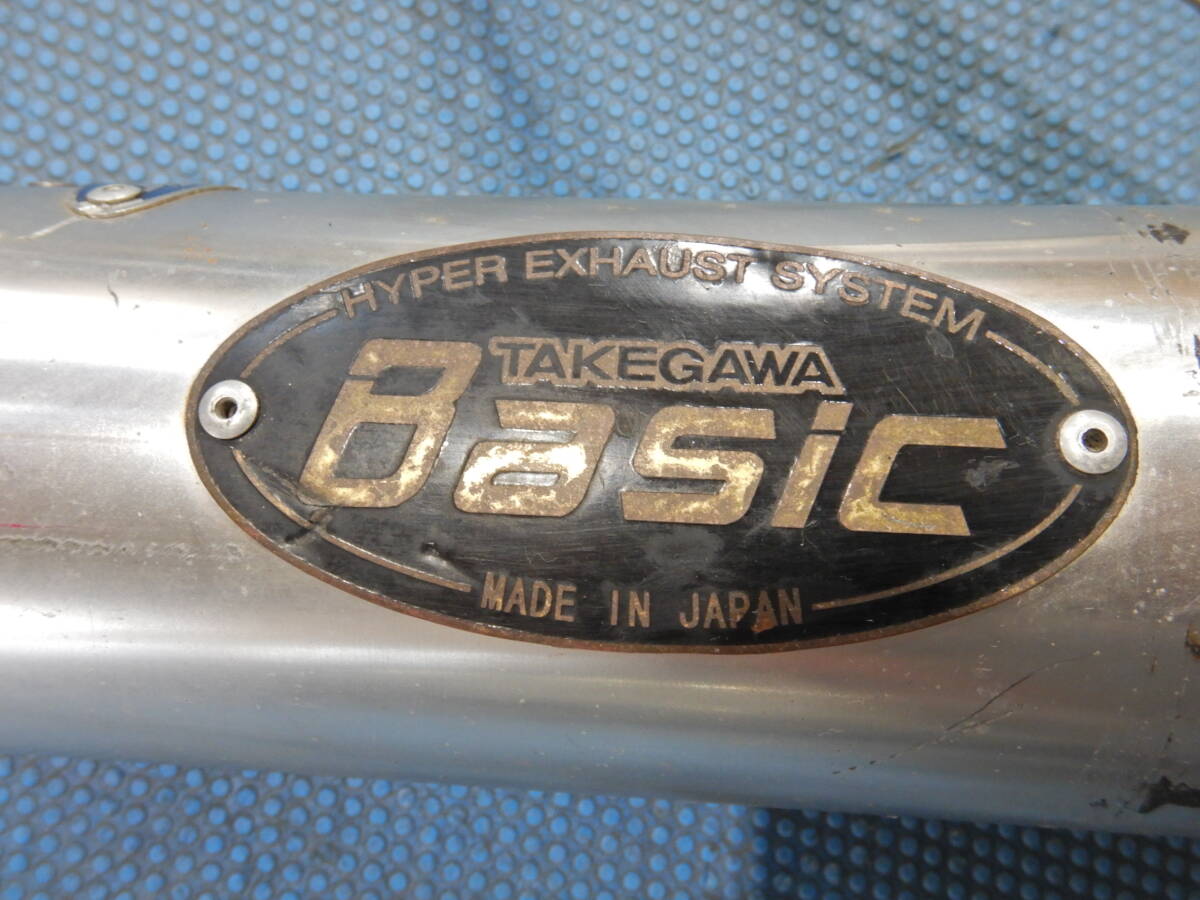 HYPER EXHAUST SYSTEM
TAKEGAWA
Basic
MADE IN JAPAN